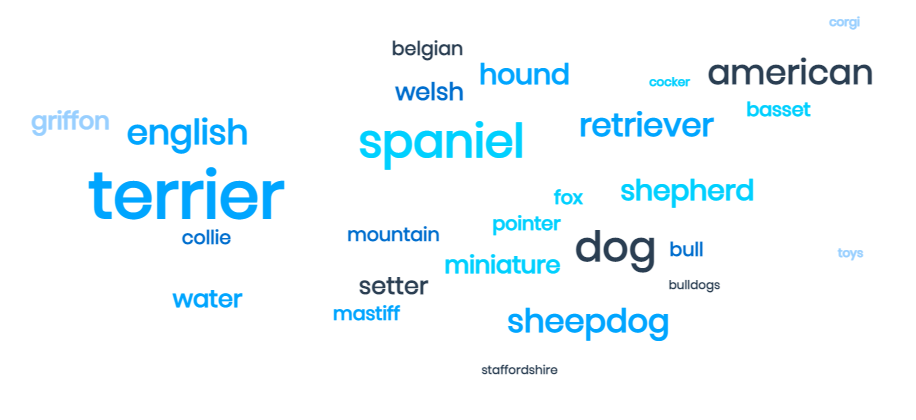 corgi
belgian
hound
american
cocker
welsh
basset
griffon
english
retriever
spaniel
terrier
shepherd
fox
pointer
collie
mountain
dog
bull
toys
miniature
setter
bulldogs
water
mastiff
sheepdog
staffordshire